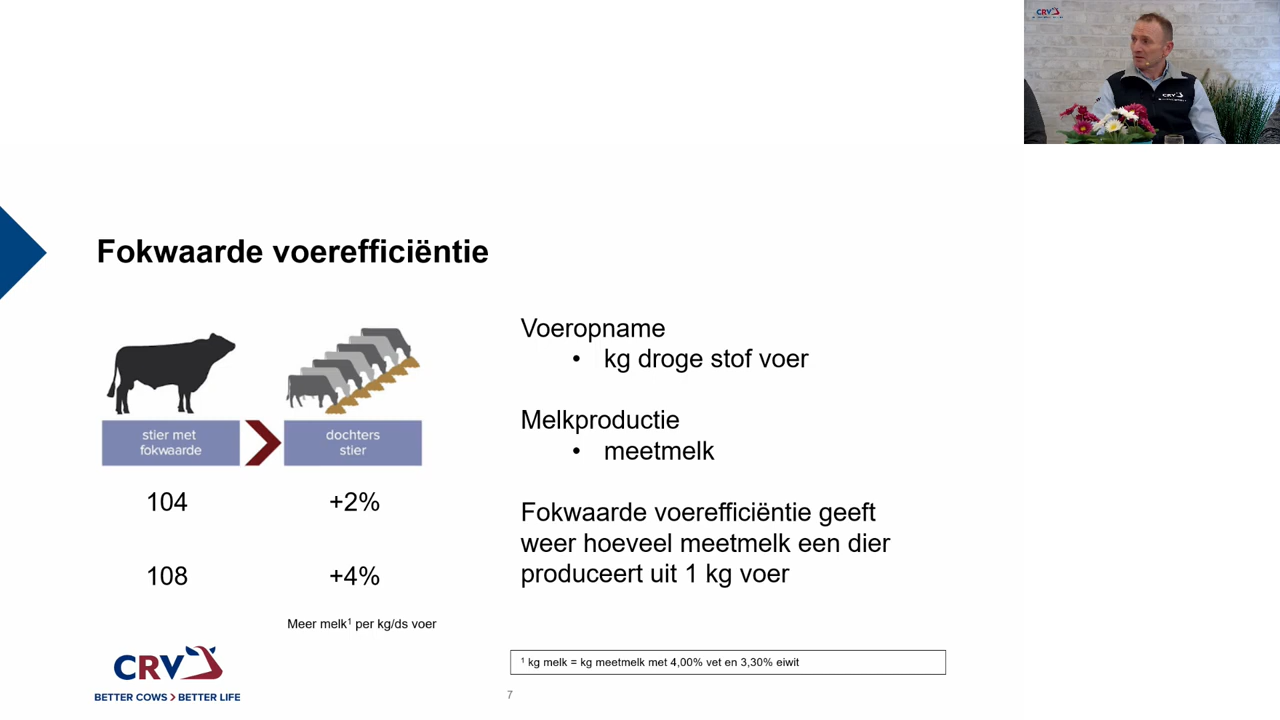 CRV
CRV
Fokwaarde voerefficiëntie
stier met
fokwaarde
dochters
stier
104
+2%
108
+4%
Meer melk¹ per kg/ds voer
Voeropname
• kg droge stof voer
Melkproductie
• meetmelk
Fokwaarde voerefficiëntie geeft
weer hoeveel meetmelk een dier
produceert uit 1 kg voer
¹ kg melk = kg meetmelk met 4,00% vet en 3,30% eiwit
CRV
BETTER COWS > BETTER LIFE
7